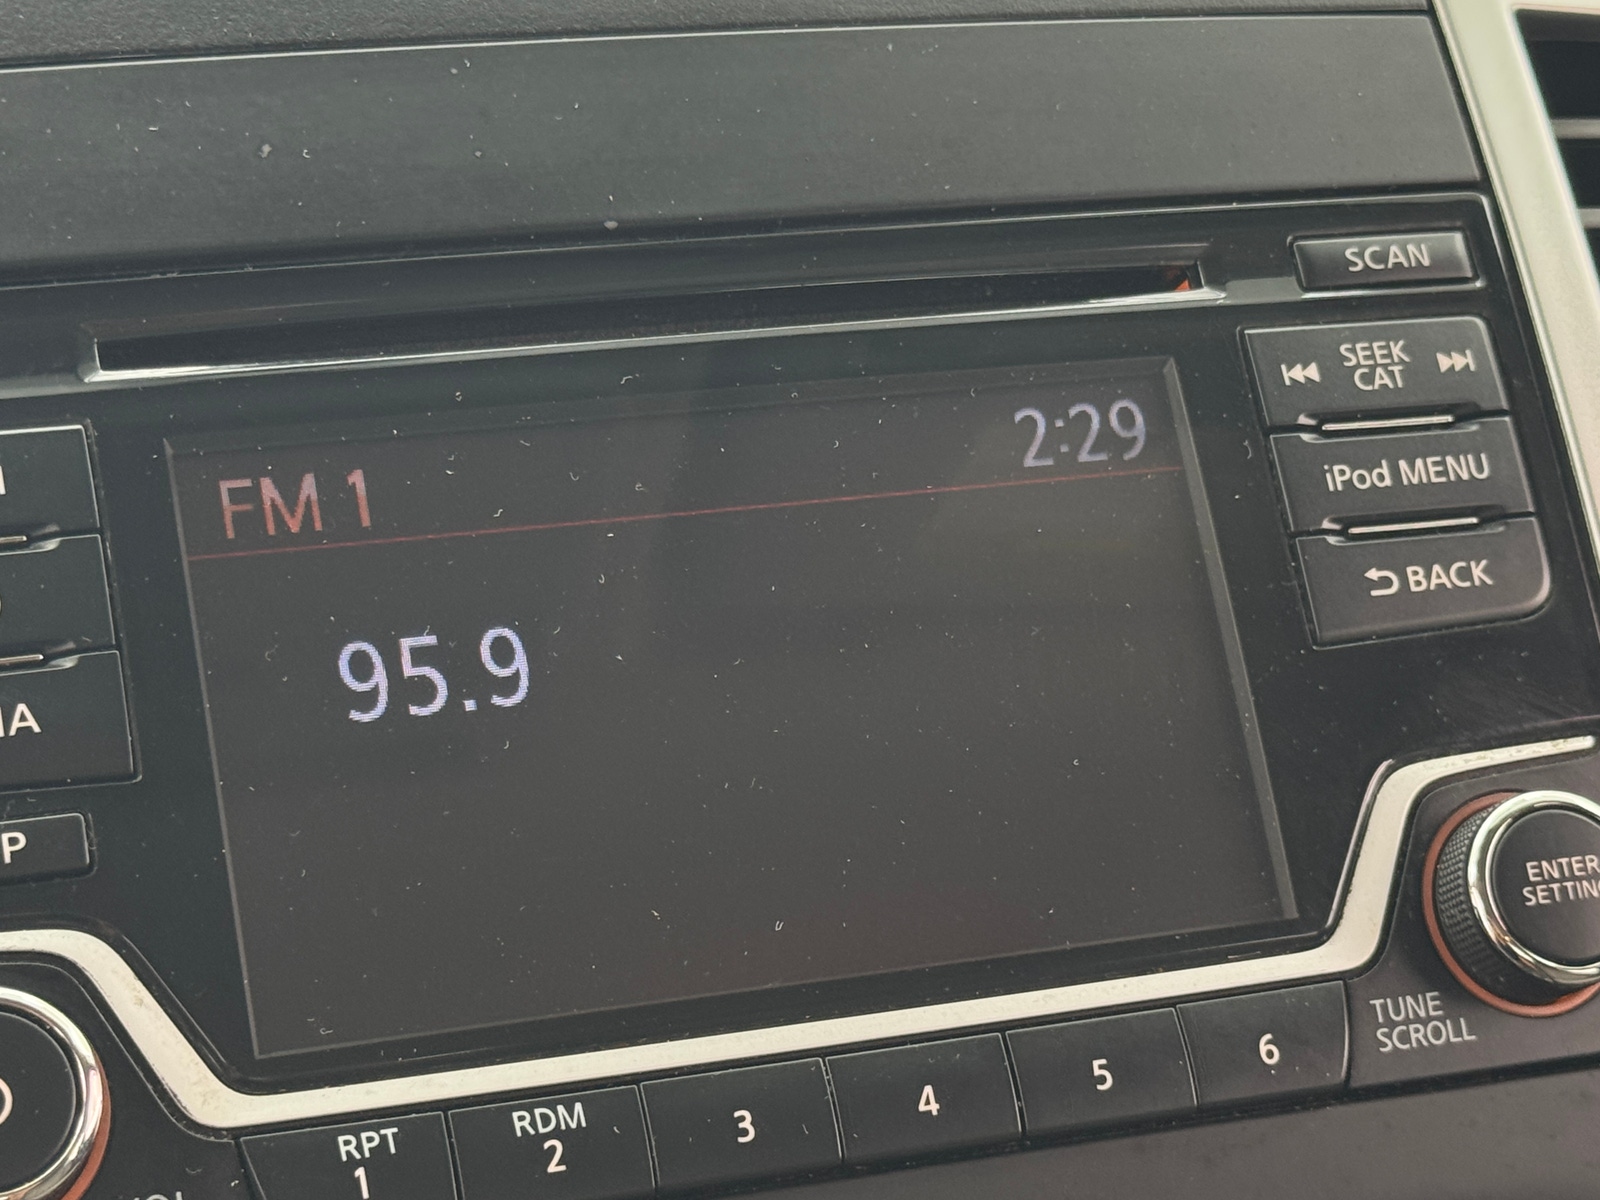 SCAN
SEEK
CAT
2:29
FM 1
iPod MENU
BACK
95.9
ENTER
TUNE
SCROLL
RPT
1
RDM
2
3
4
5
6